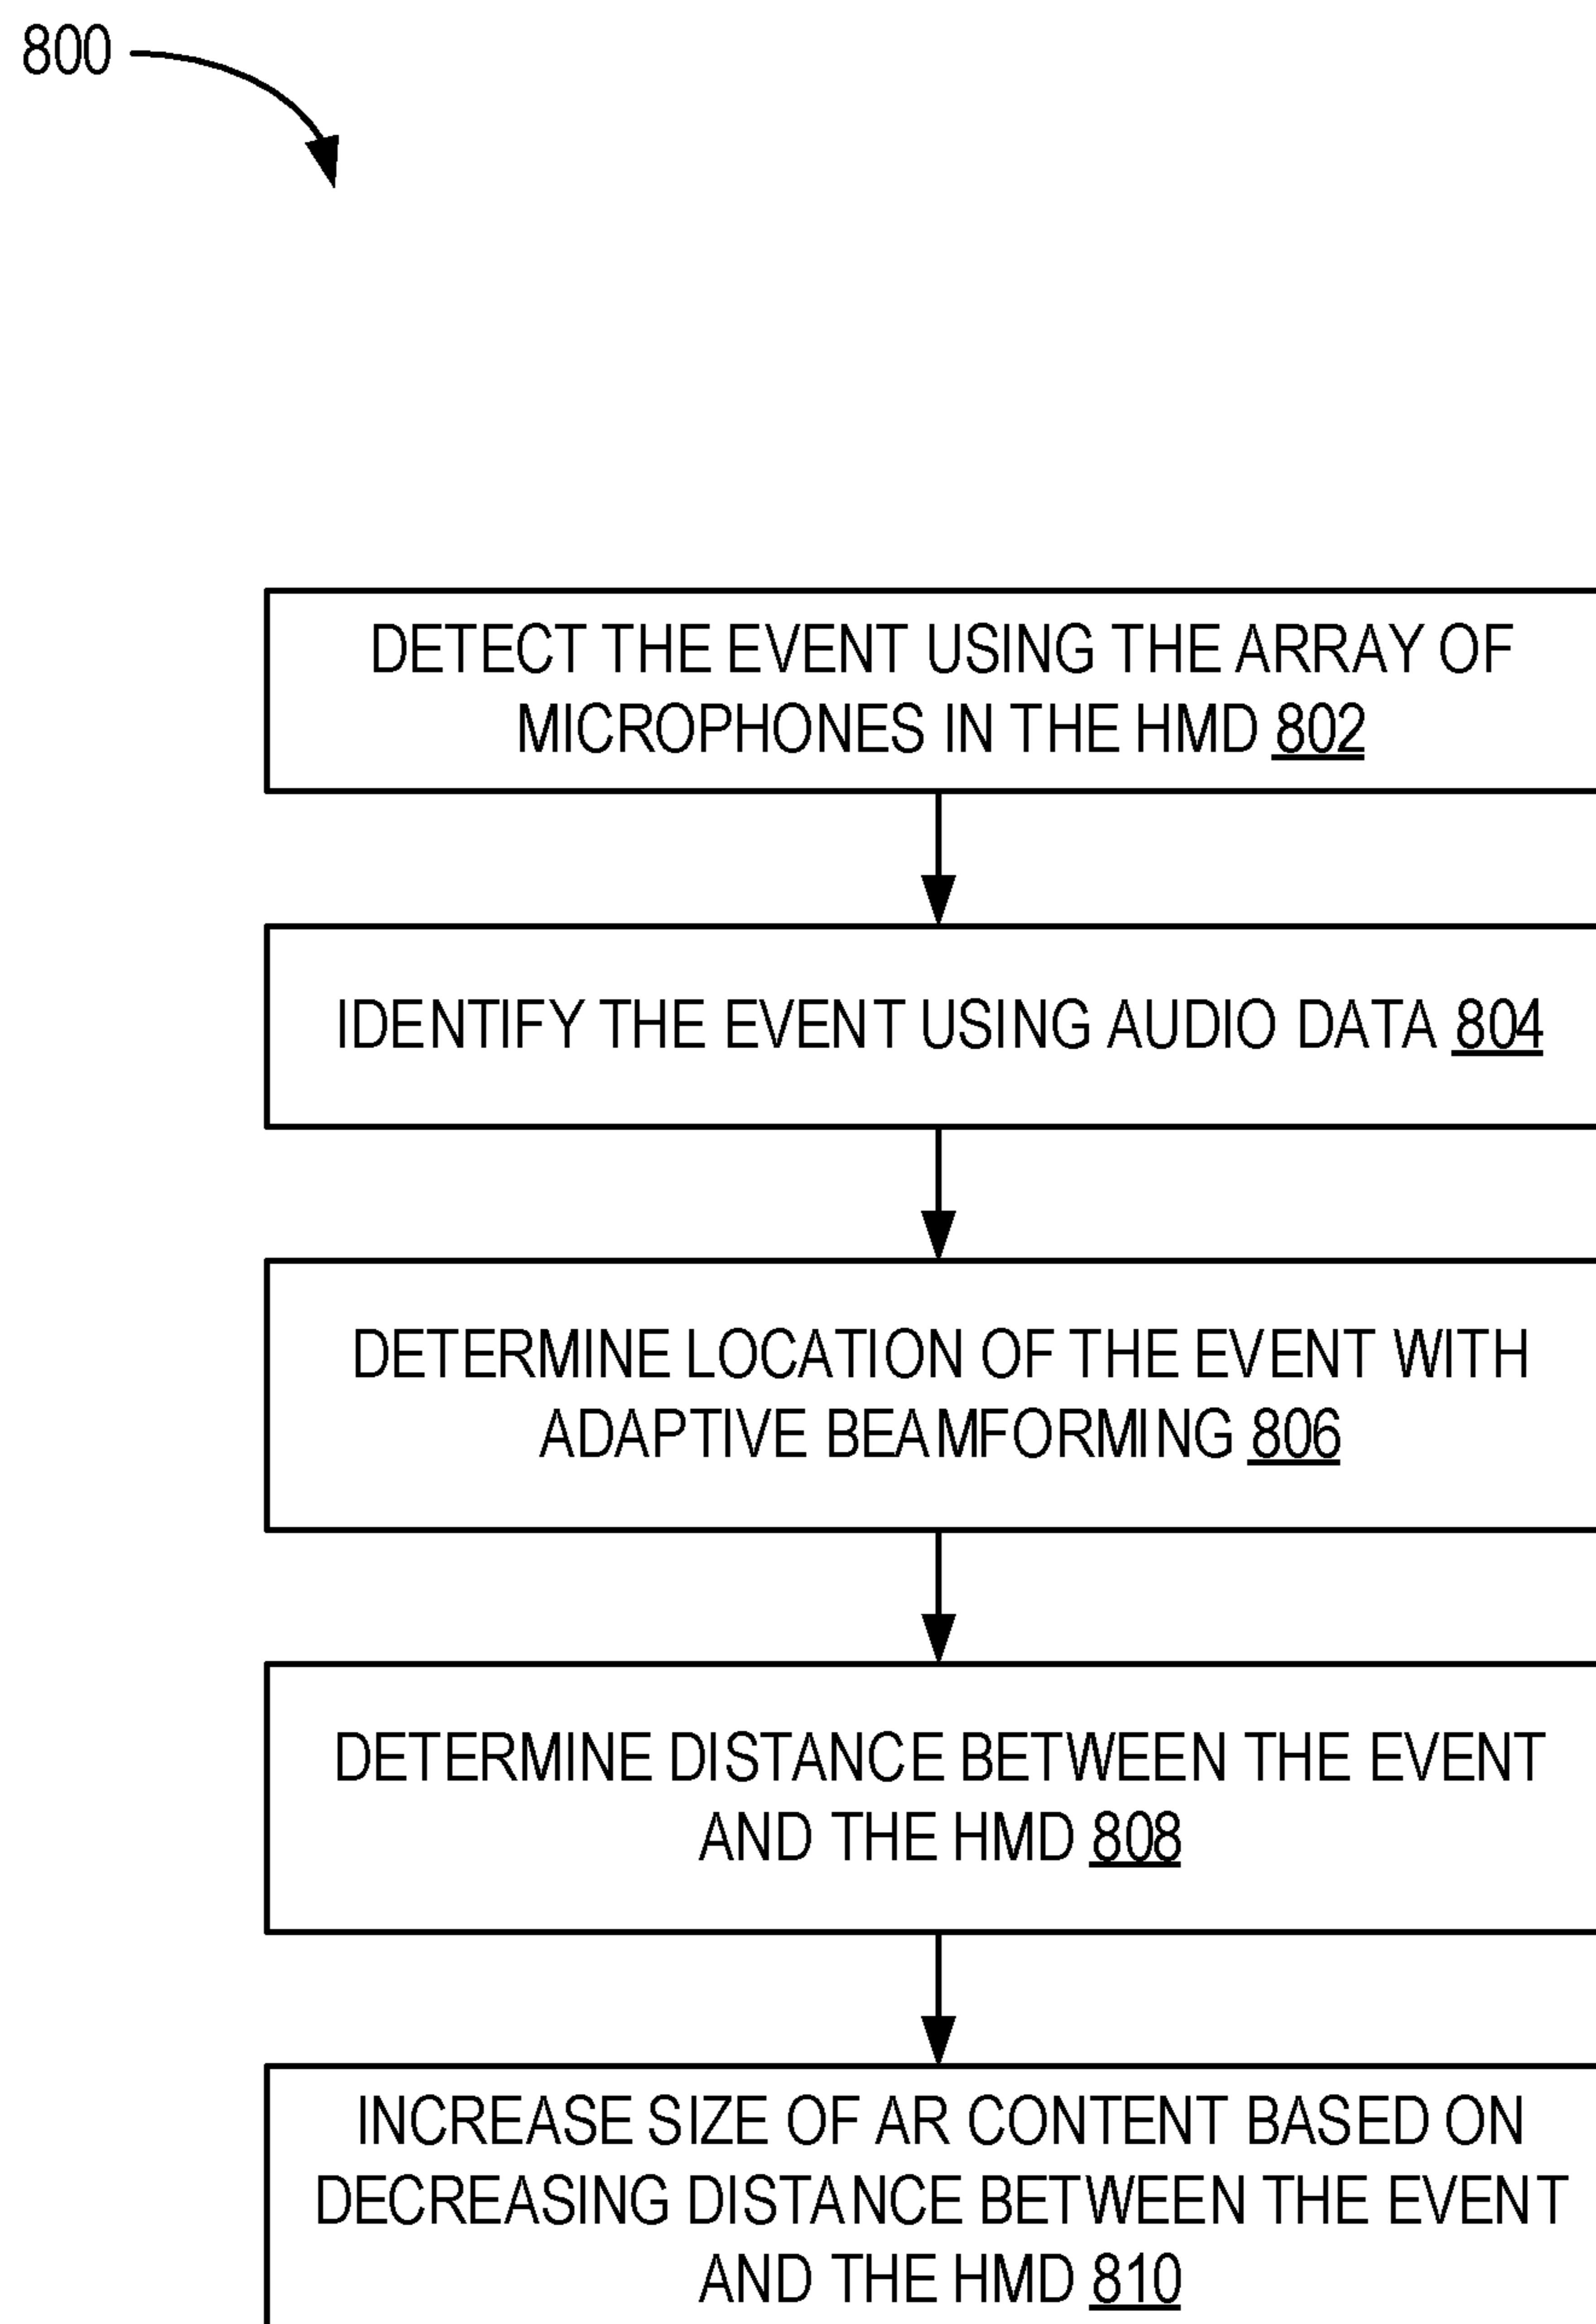 800
DETECT THE EVENT USING THE ARRAY OF
MICROPHONES IN THE HMD 802
IDENTIFY THE EVENT USING AUDIO DATA 804
DETERMINE LOCATION OF THE EVENT WITH
ADAPTIVE BEAMFORMING 806
DETERMINE DISTANCE BETWEEN THE EVENT
AND THE HMD 808
INCREASE SIZE OF AR CONTENT BASED ON
DECREASING DISTANCE BETWEEN THE EVENT
AND THE HMD 810